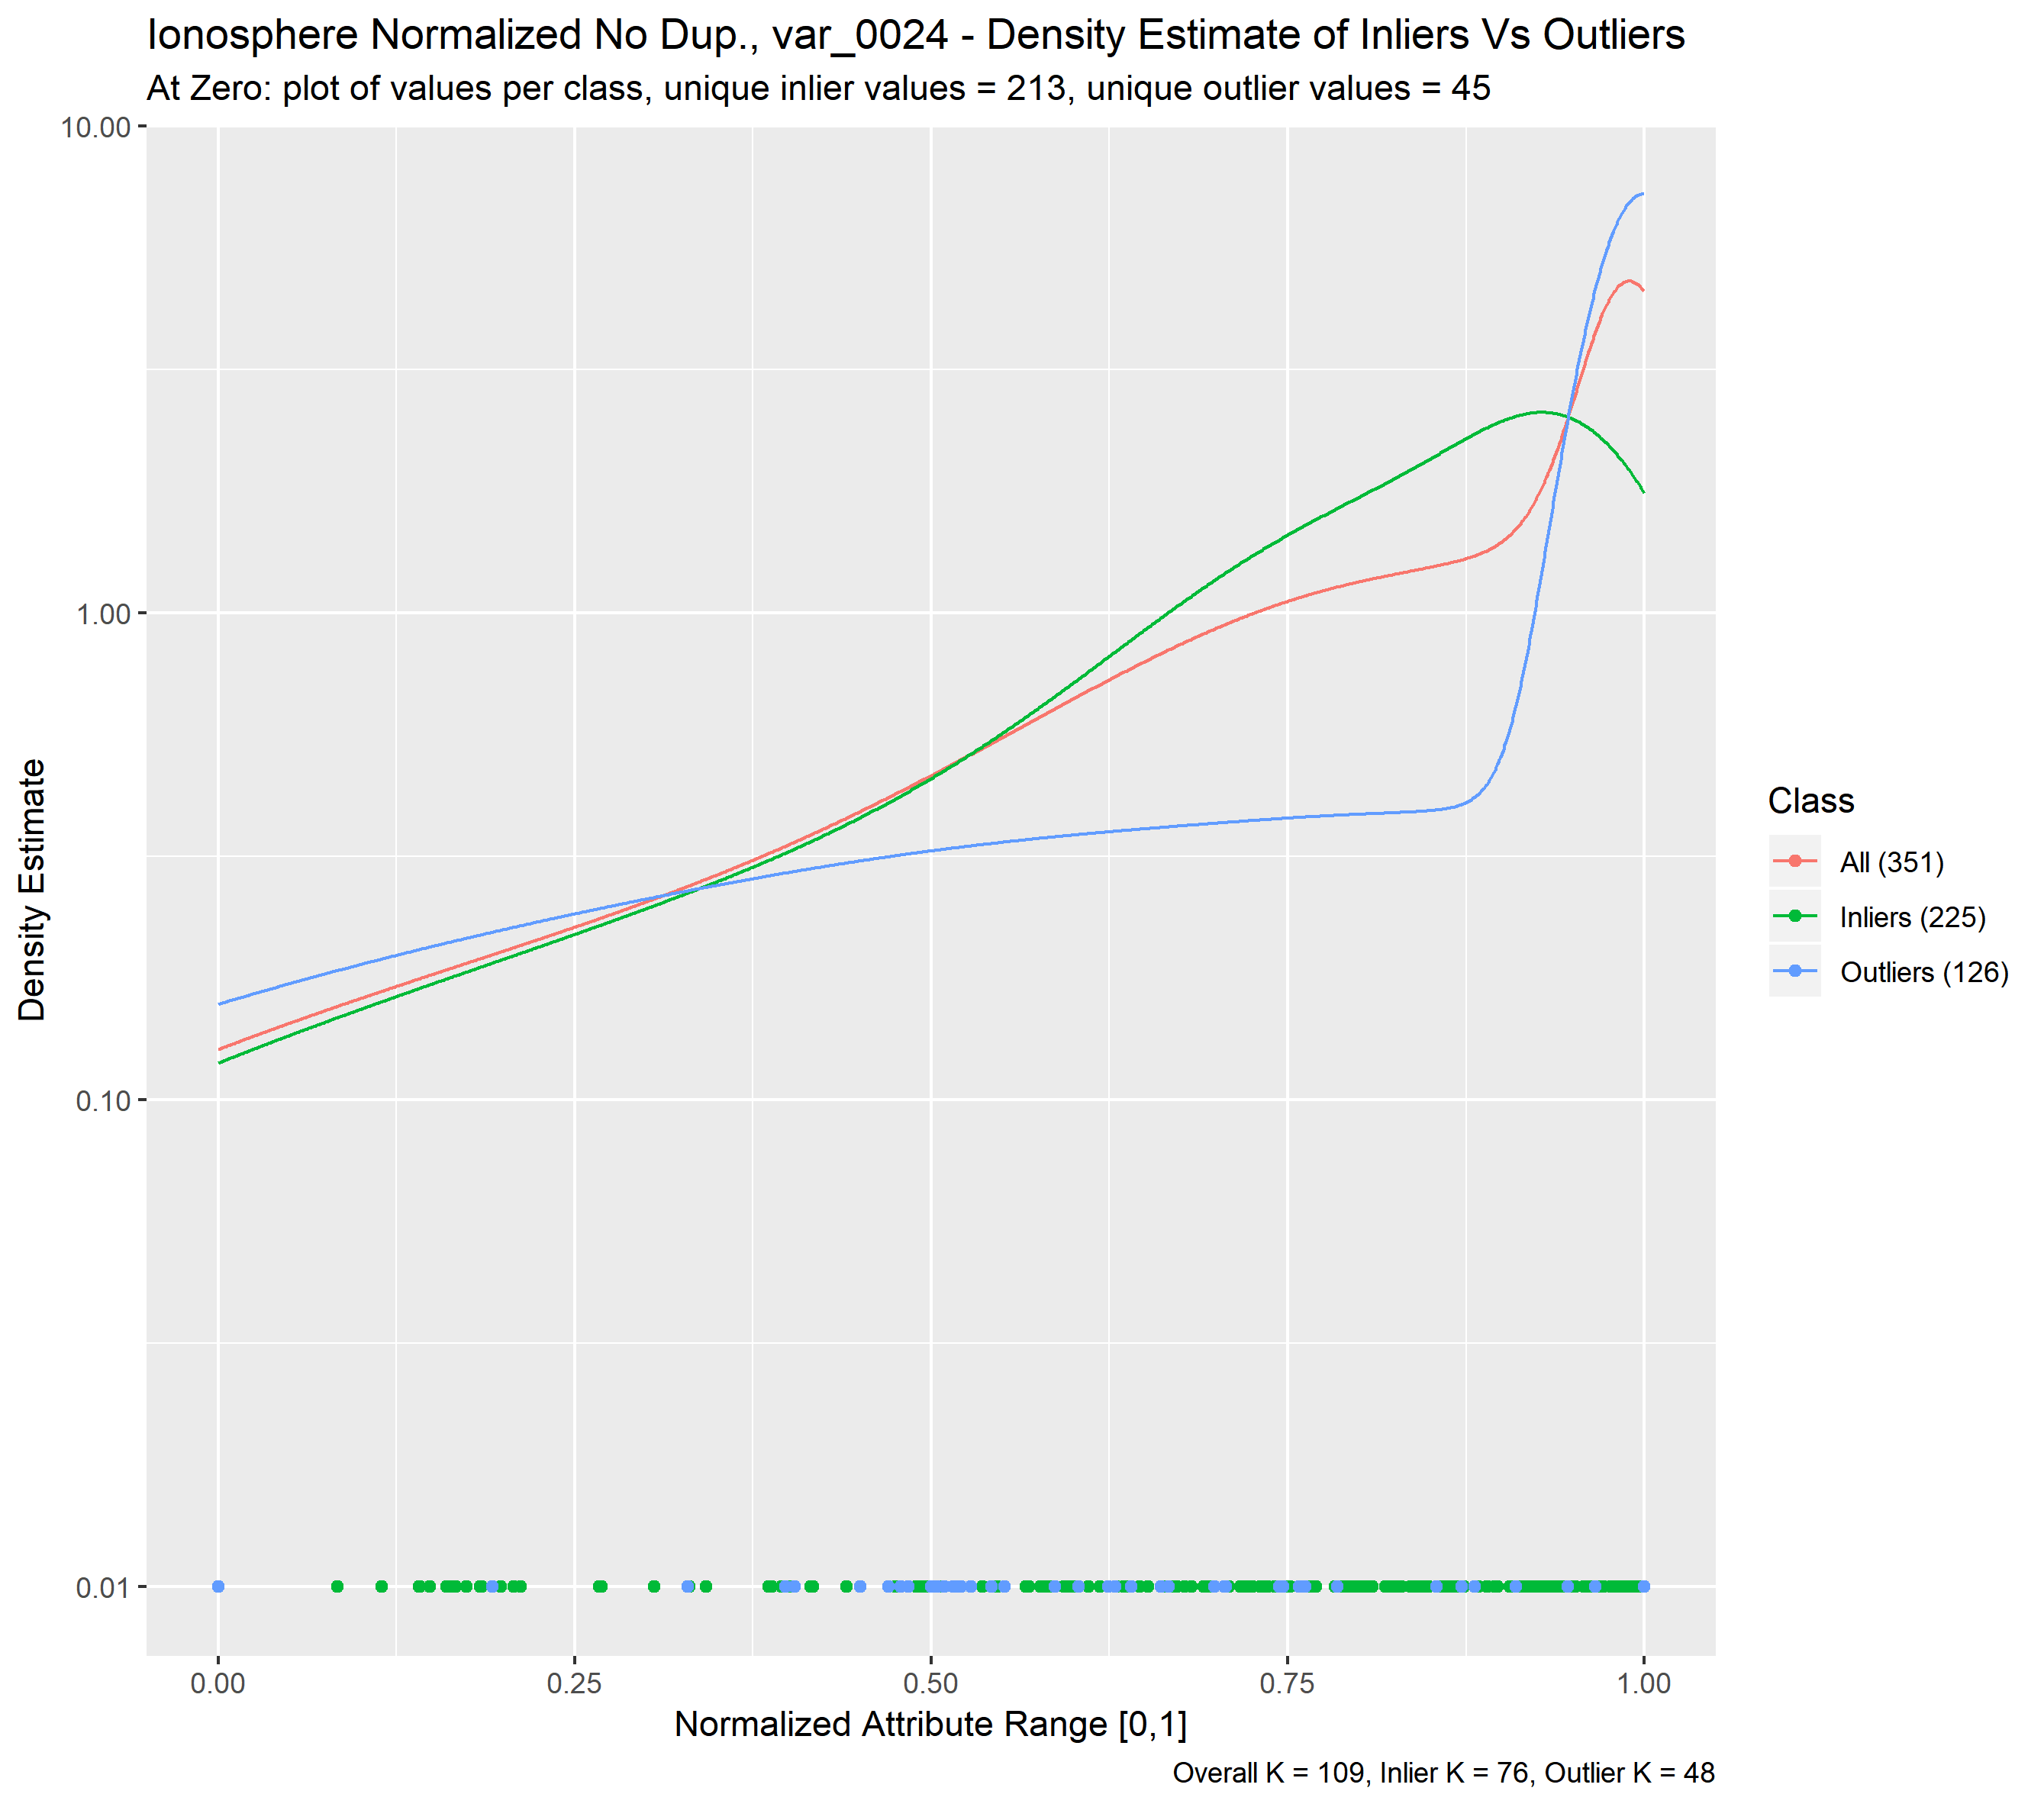 Ionosphere Normalized No Dup., var_0024 - Density Estimate of Inliers Vs Outliers
At Zero: plot of values per class, unique inlier values = 213, unique outlier values = 45
10.00
1.00
0.10
0.01
Density Estimate
0.00
0.25
0.50
0.75
1.00
Normalized Attribute Range [0,1]
Overall K = 109, Inlier K = 76, Outlier K = 48
Class
All (351)
Inliers (225)
Outliers (126)